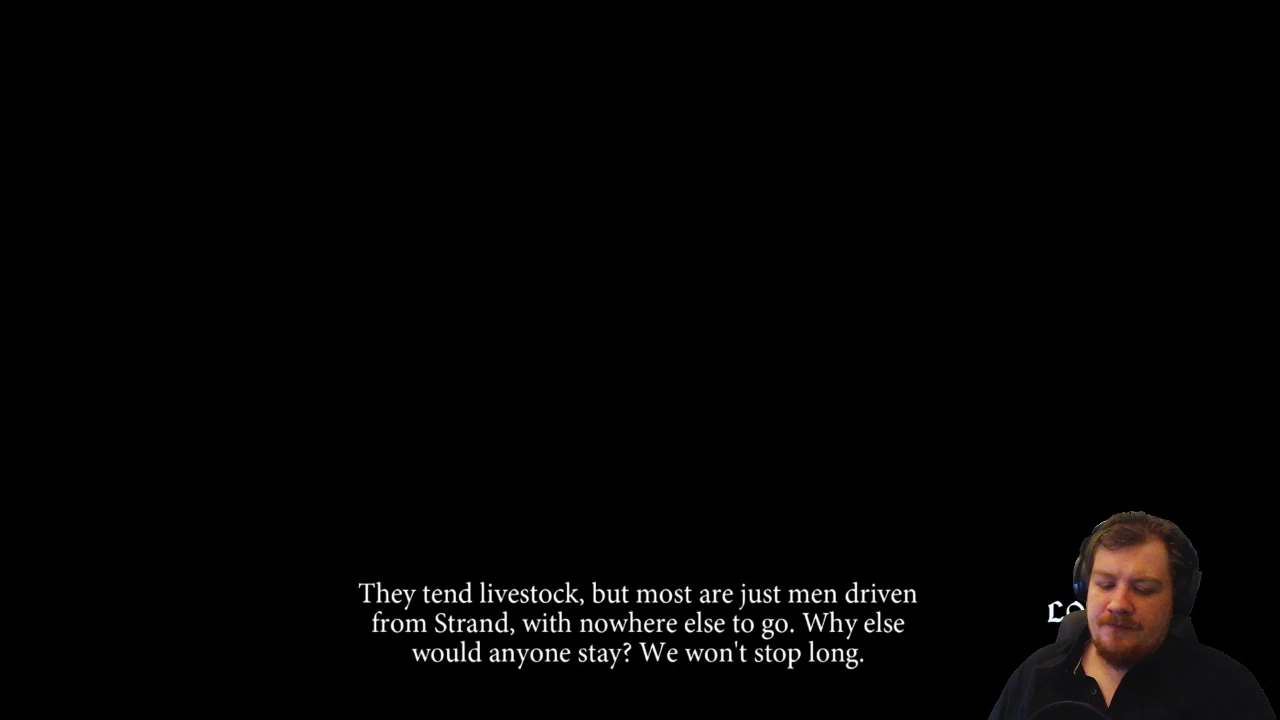 They tend livestock, but most are just men driven
from Strand, with nowhere else to go. Why else
would anyone stay? We won't stop long.